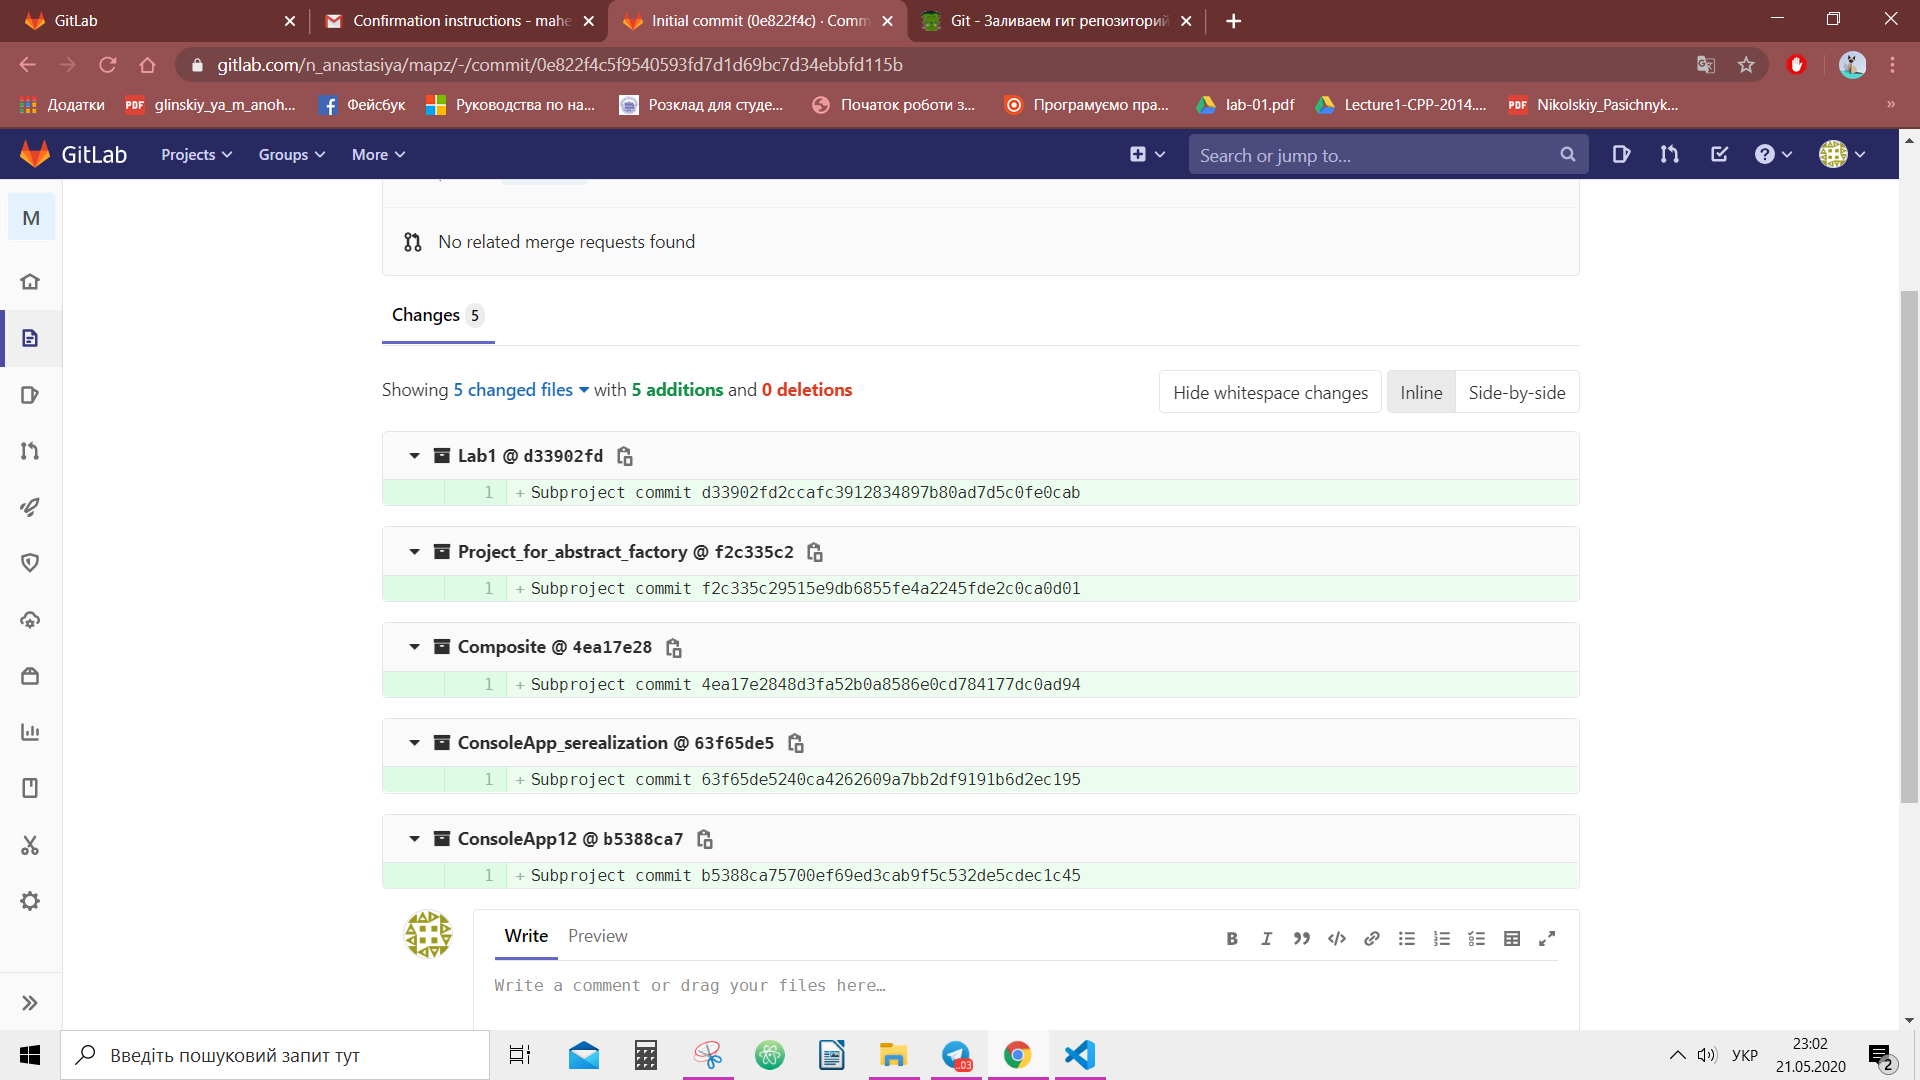 GitLab
Confirmation instructions - mahe
Initial commit (0e822f4c) · Comm
Git - Заливаем гит репозиторий
gitlab.com/n_anastasiya/mapz/-/commit/0e822f4c5f9540593fd7d1d69bc7d34ebbfd115b
Додатки
PDF glinskiy_ya_m_anoh...
Фейсбук
Руководства по на...
Розклад для студе...
Початок роботи з...
Програмуємо пра...
lab-01.pdf
Lecture1-CPP-2014....
PDF Nikolskiy_Pasichnyk...
»
GitLab
Projects
Groups
More
Search or jump to...
M
No related merge requests found
Changes 5
Showing 5 changed files with 5 additions and 0 deletions
Hide whitespace changes
Inline
Side-by-side
Lab1 @ d33902fd
1 + Subproject commit d33902fd2ccafc3912834897b80ad7d5c0fe0cab
Project_for_abstract_factory @ f2c335c2
1 + Subproject commit f2c335c29515e9db6855fe4a2245fde2c0ca0d01
Composite @ 4ea17e28
1 + Subproject commit 4ea17e2848d3fa52b0a8586e0cd784177dc0ad94
ConsoleApp_serealization @ 63f65de5
1 + Subproject commit 63f65de5240ca4262609a7bb2df9191b6d2ec195
ConsoleApp12 @ b5388ca7
1 + Subproject commit b5388ca75700ef69ed3cab9f5c532de5cdec1c45
Write
Preview
Write a comment or drag your files here…
Введіть пошуковий запит тут
..03
УКР
23:02
21.05.2020
2